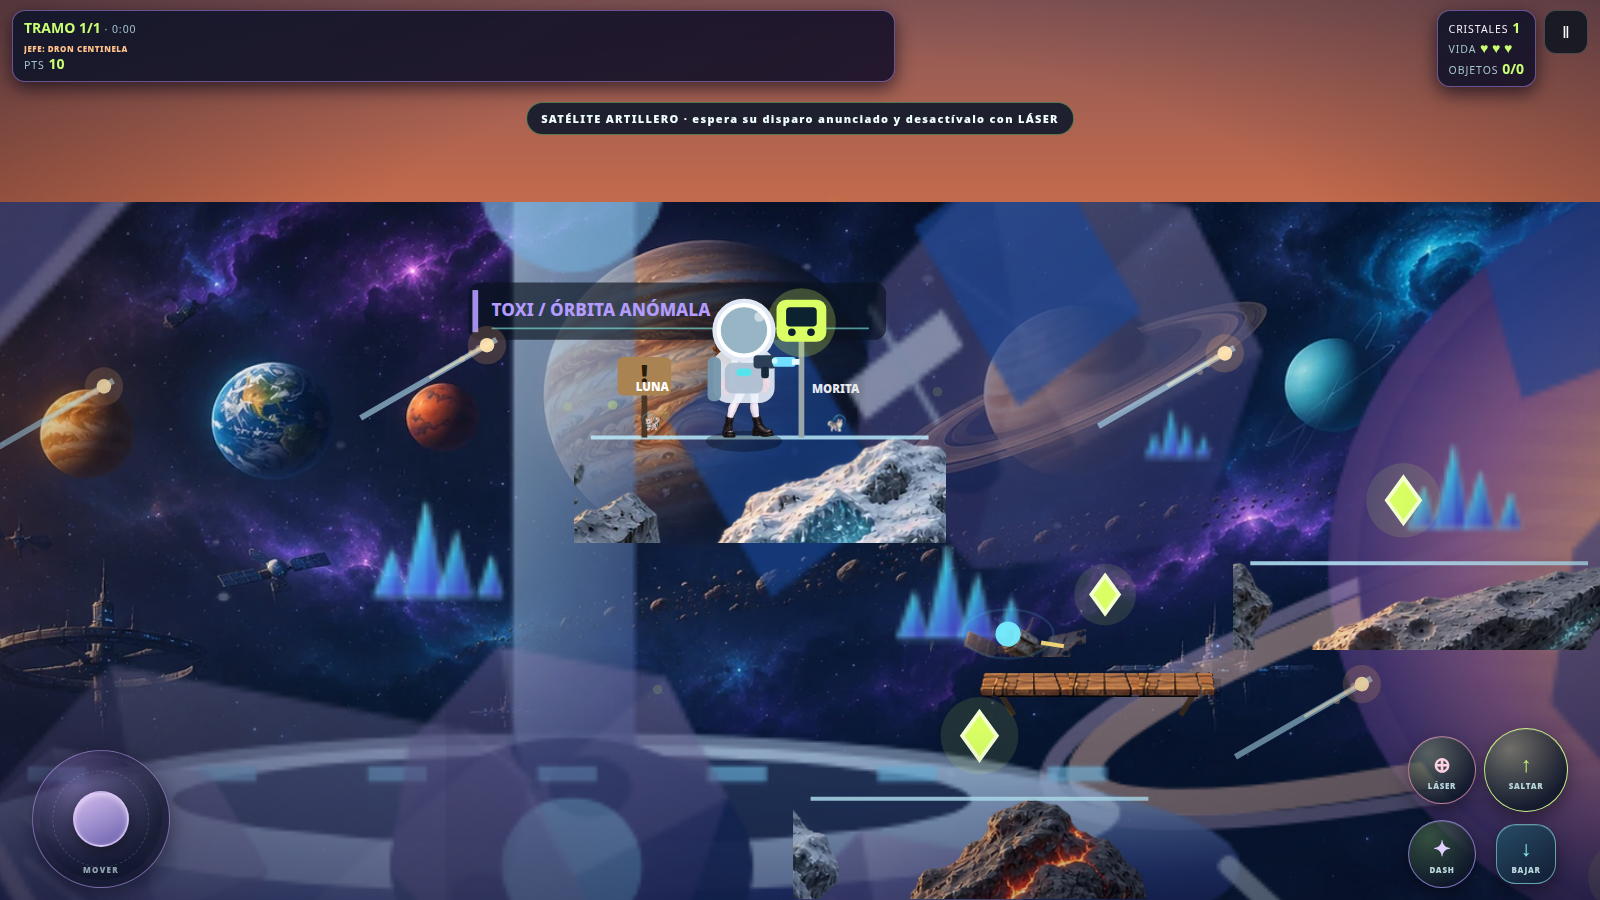 TRAMO 1/1 · 0:00
JEFE: DRON CENTINELA
PTS 10
CRISTALES 1
VIDA ♥ ♥ ♥
OBJETOS 0/0
SATÉLITE ARTILLERO · espera su disparo anunciado y desactívalo con LÁSER
TOXI / ÓRBITA ANÓMALA
!
LUNA
MORITA
MOVER
LÁSER
SALTAR
DASH
BAJAR